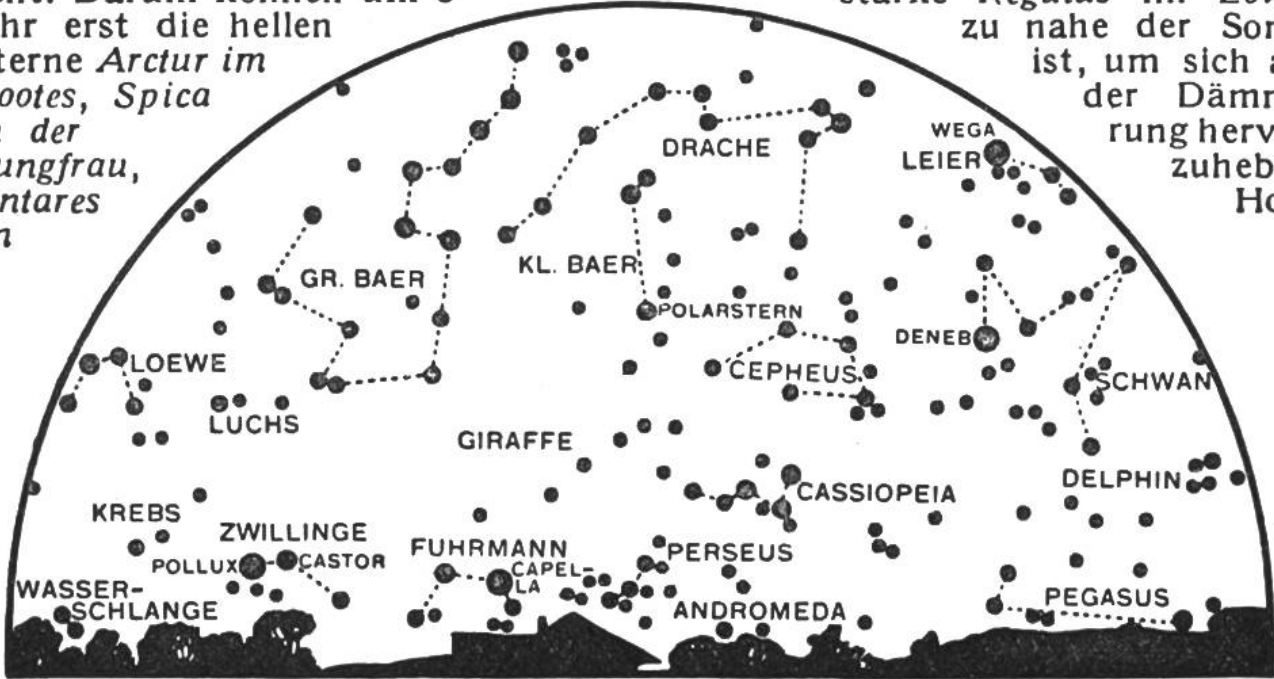 hr erst die hellen
terne Arctur im
ootes, Spica
der
ungfrau,
ntares
n
zu nahe der Son
ist, um sich a
der Dämm
rung herv
zuheb
Ho
WEGA
LEIER
DRACHE
GR. BAER
KL. BAER
POLARSTERN
DENEB
LOEWE
CEPHEUS
SCHWAN
LUCHS
GIRAFFE
DELPHIN
CASSIOPEIA
KREBS
ZWILLINGE
POLLUX
CASTOR
FUHRMANN
CAPEL-
LA
PERSEUS
WASSER-
SCHLANGE
ANDROMEDA
PEGASUS